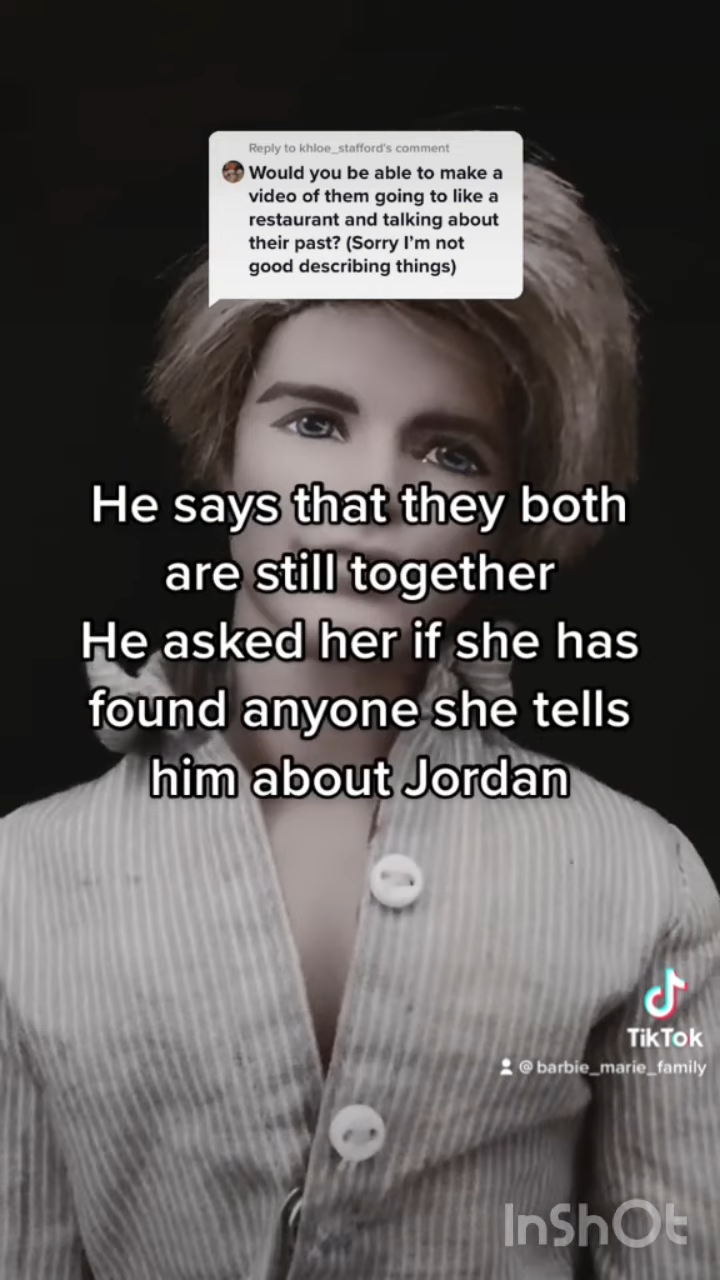 Reply to khloe_stafford's comment
Would you be able to make a
video of them going to like a
restaurant and talking about
their past? (Sorry I'm not
good describing things)
He says that they both
are still together
He asked her if she has
found anyone she tells
him about Jordan
TikTok
@barbie_marie_family
InShOt